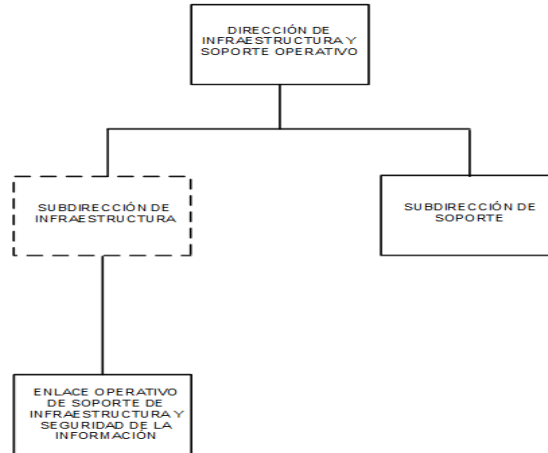 DIRECCIÓN DE
INFRAESTRUCTURA Y
SOPORTE OPERATIVO
SUBDIRECCIÓN DE
INFRAESTRUCTURA
SUBDIRECCIÓN DE
SOPORTE
ENLACE OPERATIVO
DE SOPORTE DE
INFRAESTRUCTURA Y
SEGURIDAD DE LA
INFORMACIÓN